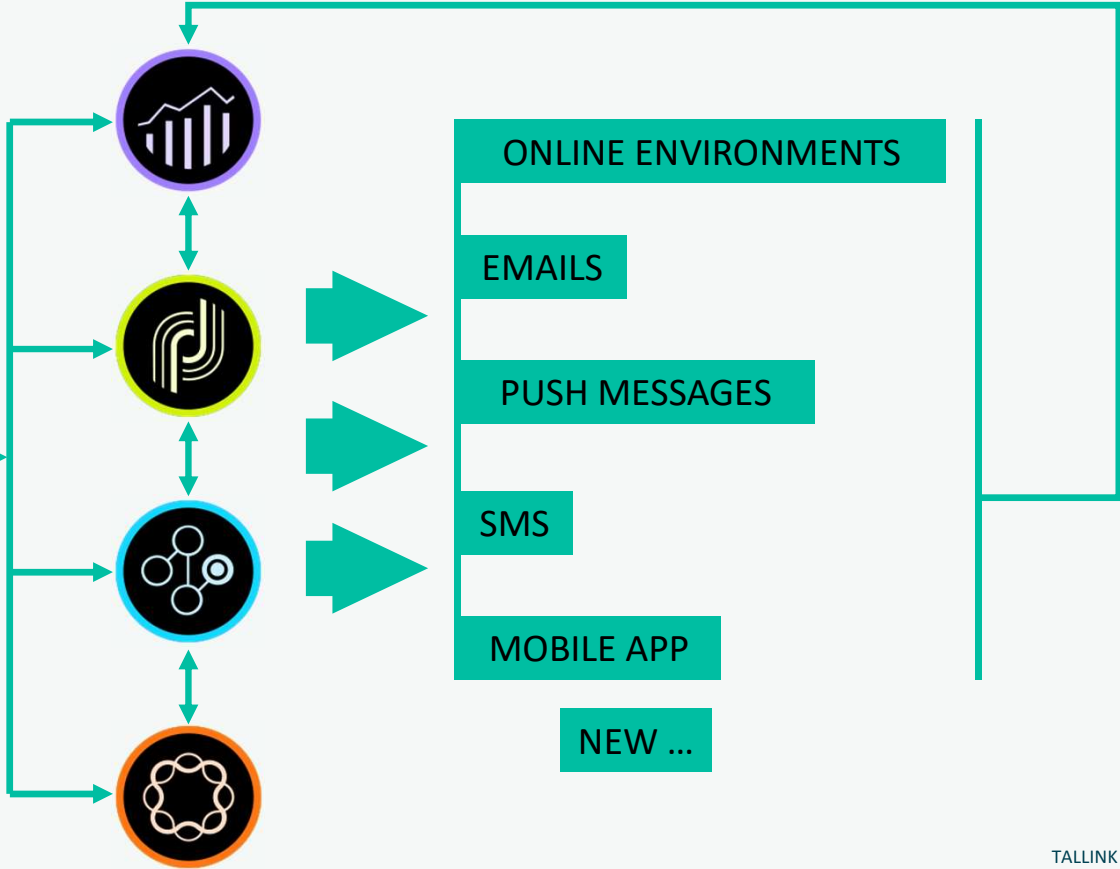 ONLINE ENVIRONMENTS
EMAILS
PUSH MESSAGES
SMS
MOBILE APP
NEW ...
TALLINK